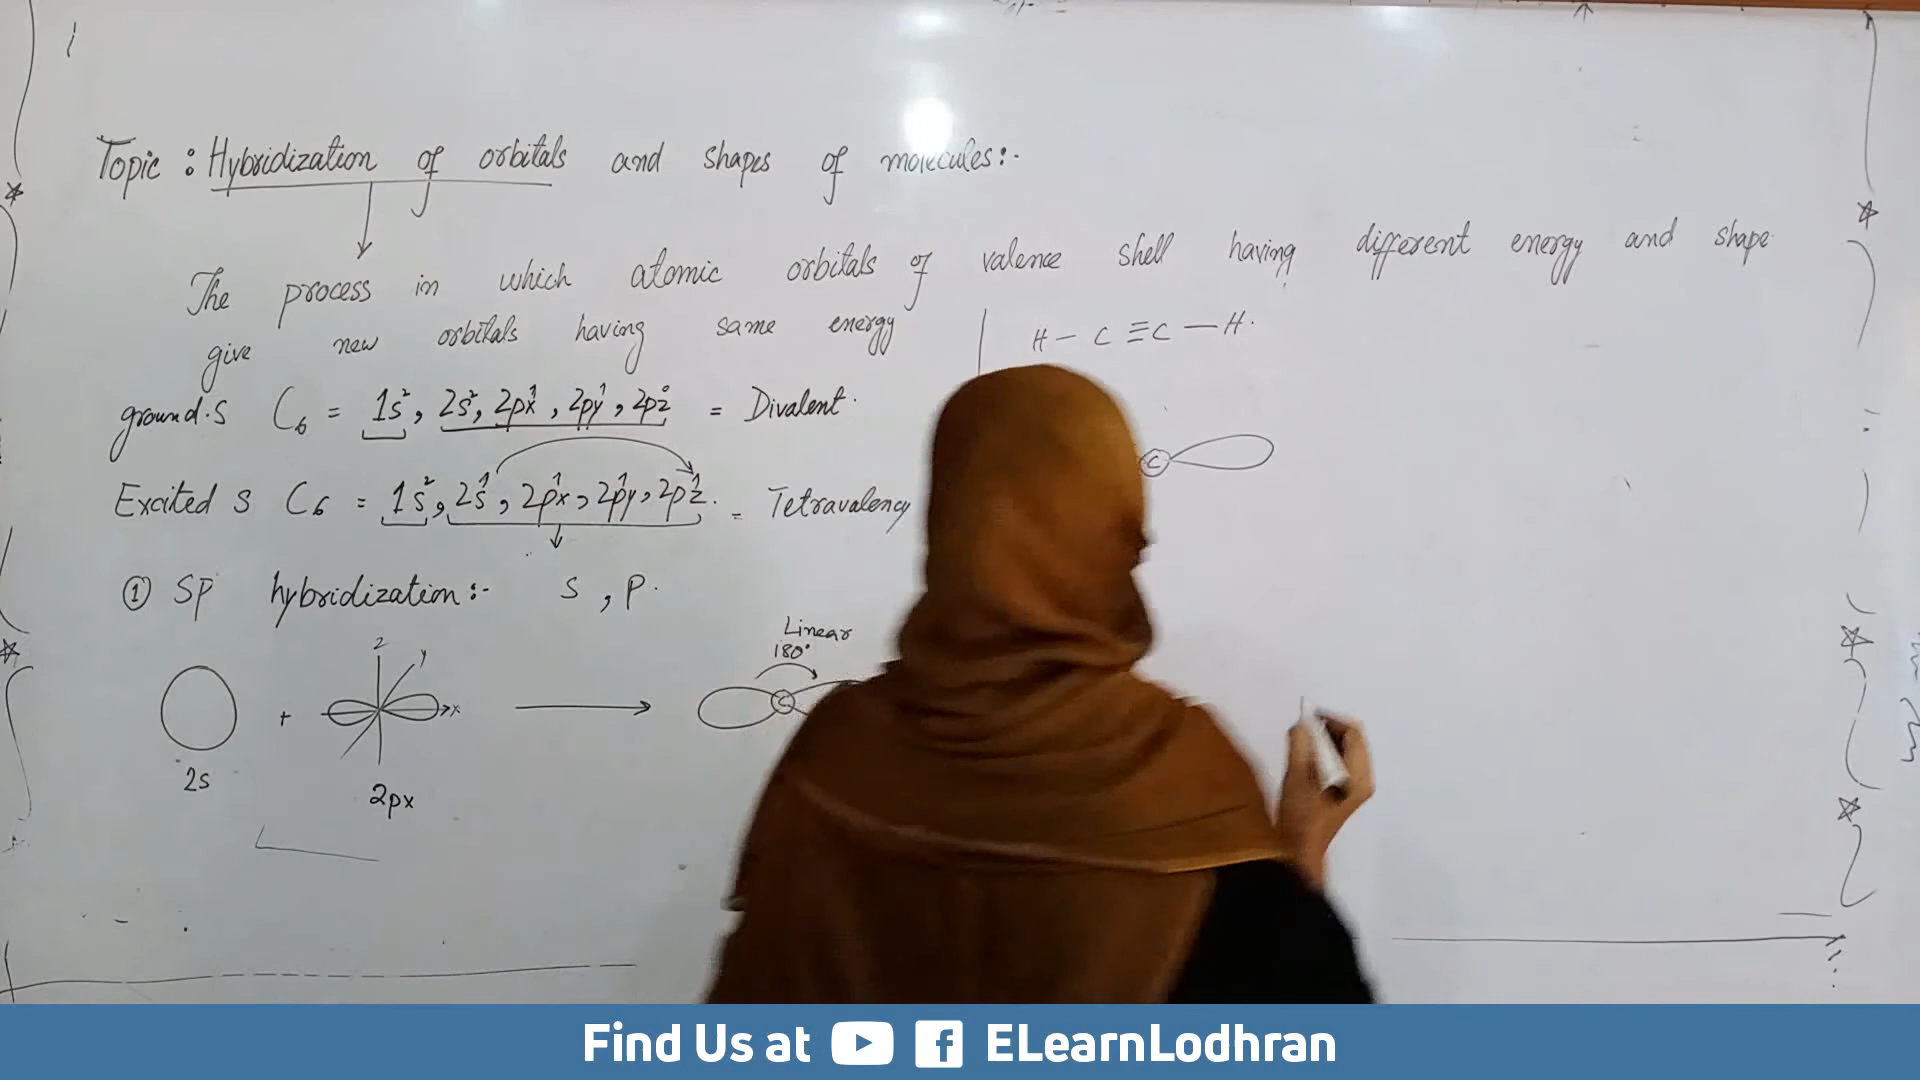 Topic : Hybridization of orbitals and shapes of molecules:-
The process in which atomic orbitals of valence shell having different energy and shape
give new orbitals having same energy
H - C ≡ C - H.
ground.S C₆ = 1s², 2s², 2px¹, 2py¹, 2pz⁰ = Divalent.
Excited S C₆ = 1s², 2s¹, 2px¹, 2py¹, 2pz¹. = Tetravalency
C
① SP hybridization:- S, P.
Linear
180°
z
y
x
+
C
2s
2px
Find Us at ELearnLodhran